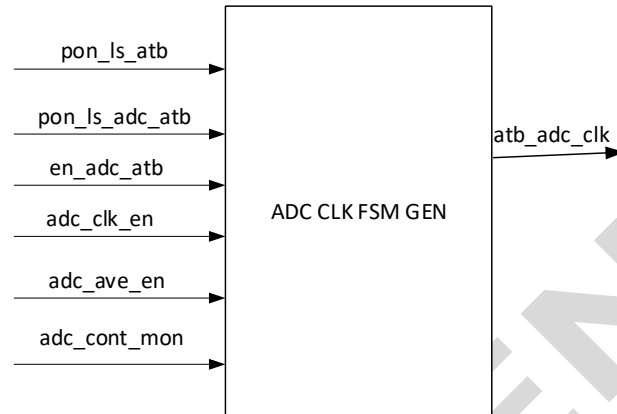 pon_ls_atb
pon_ls_adc_atb
en_adc_atb
adc_clk_en
adc_ave_en
adc_cont_mon
ADC CLK FSM GEN
atb_adc_clk